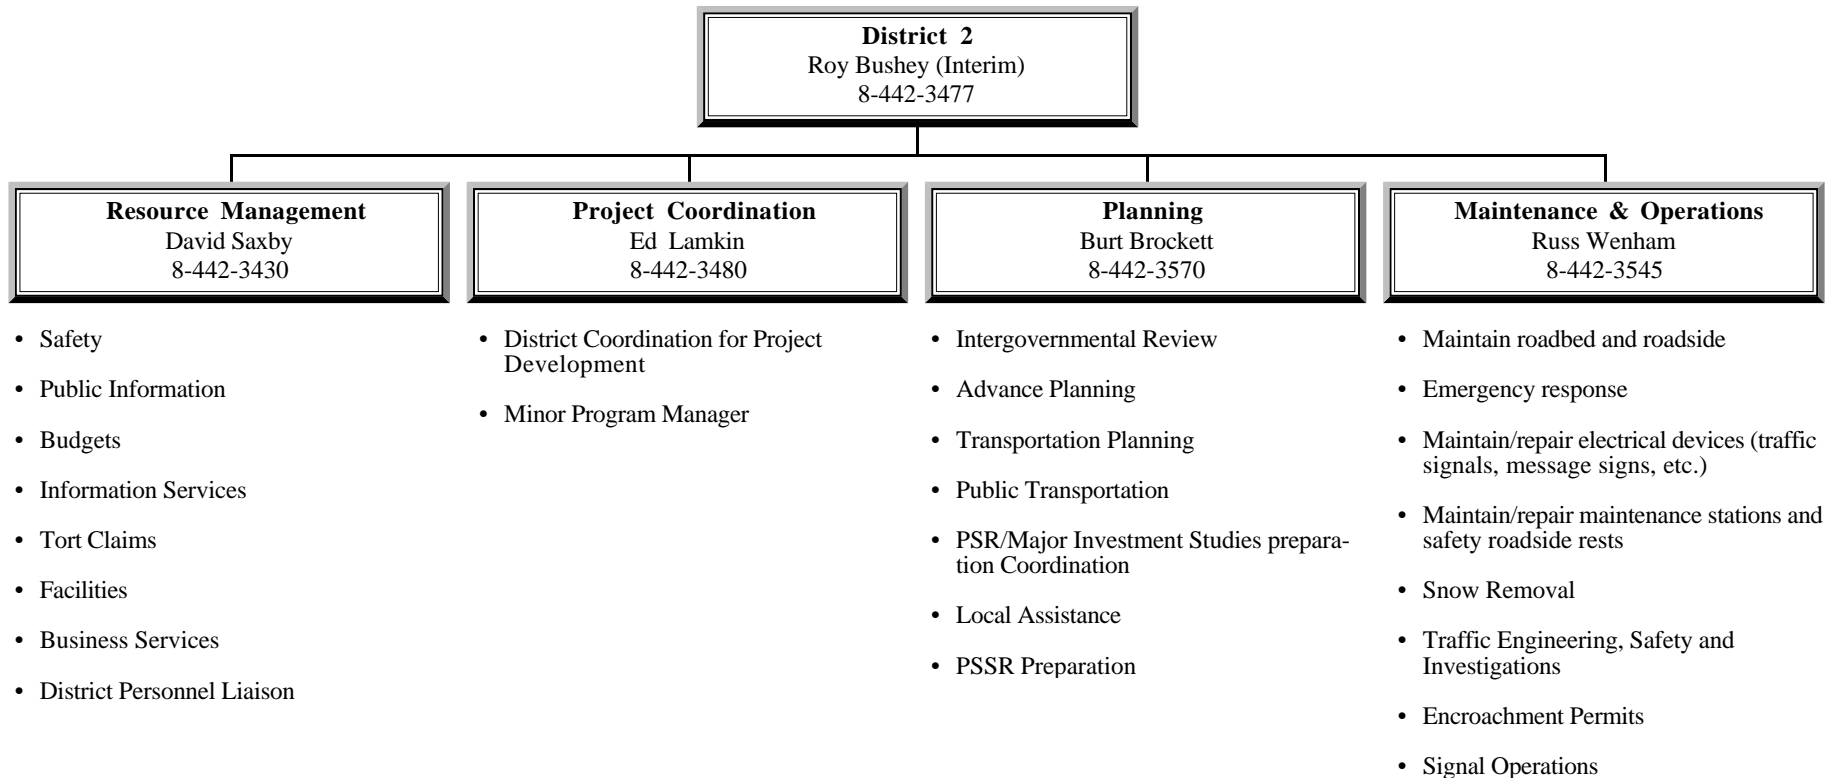 District 2
Roy Bushey (Interim)
8-442-3477
Resource Management
David Saxby
8-442-3430
Project Coordination
Ed Lamkin
8-442-3480
Planning
Burt Brockett
8-442-3570
Maintenance & Operations
Russ Wenham
8-442-3545
• Safety
• Public Information
• Budgets
• Information Services
• Tort Claims
• Facilities
• Business Services
• District Personnel Liaison
• District Coordination for Project
Development
• Minor Program Manager
• Intergovernmental Review
• Advance Planning
• Transportation Planning
• Public Transportation
• PSR/Major Investment Studies prepara-
tion Coordination
• Local Assistance
• PSSR Preparation
• Maintain roadbed and roadside
• Emergency response
• Maintain/repair electrical devices (traffic
signals, message signs, etc.)
• Maintain/repair maintenance stations and
safety roadside rests
• Snow Removal
• Traffic Engineering, Safety and
Investigations
• Encroachment Permits
• Signal Operations